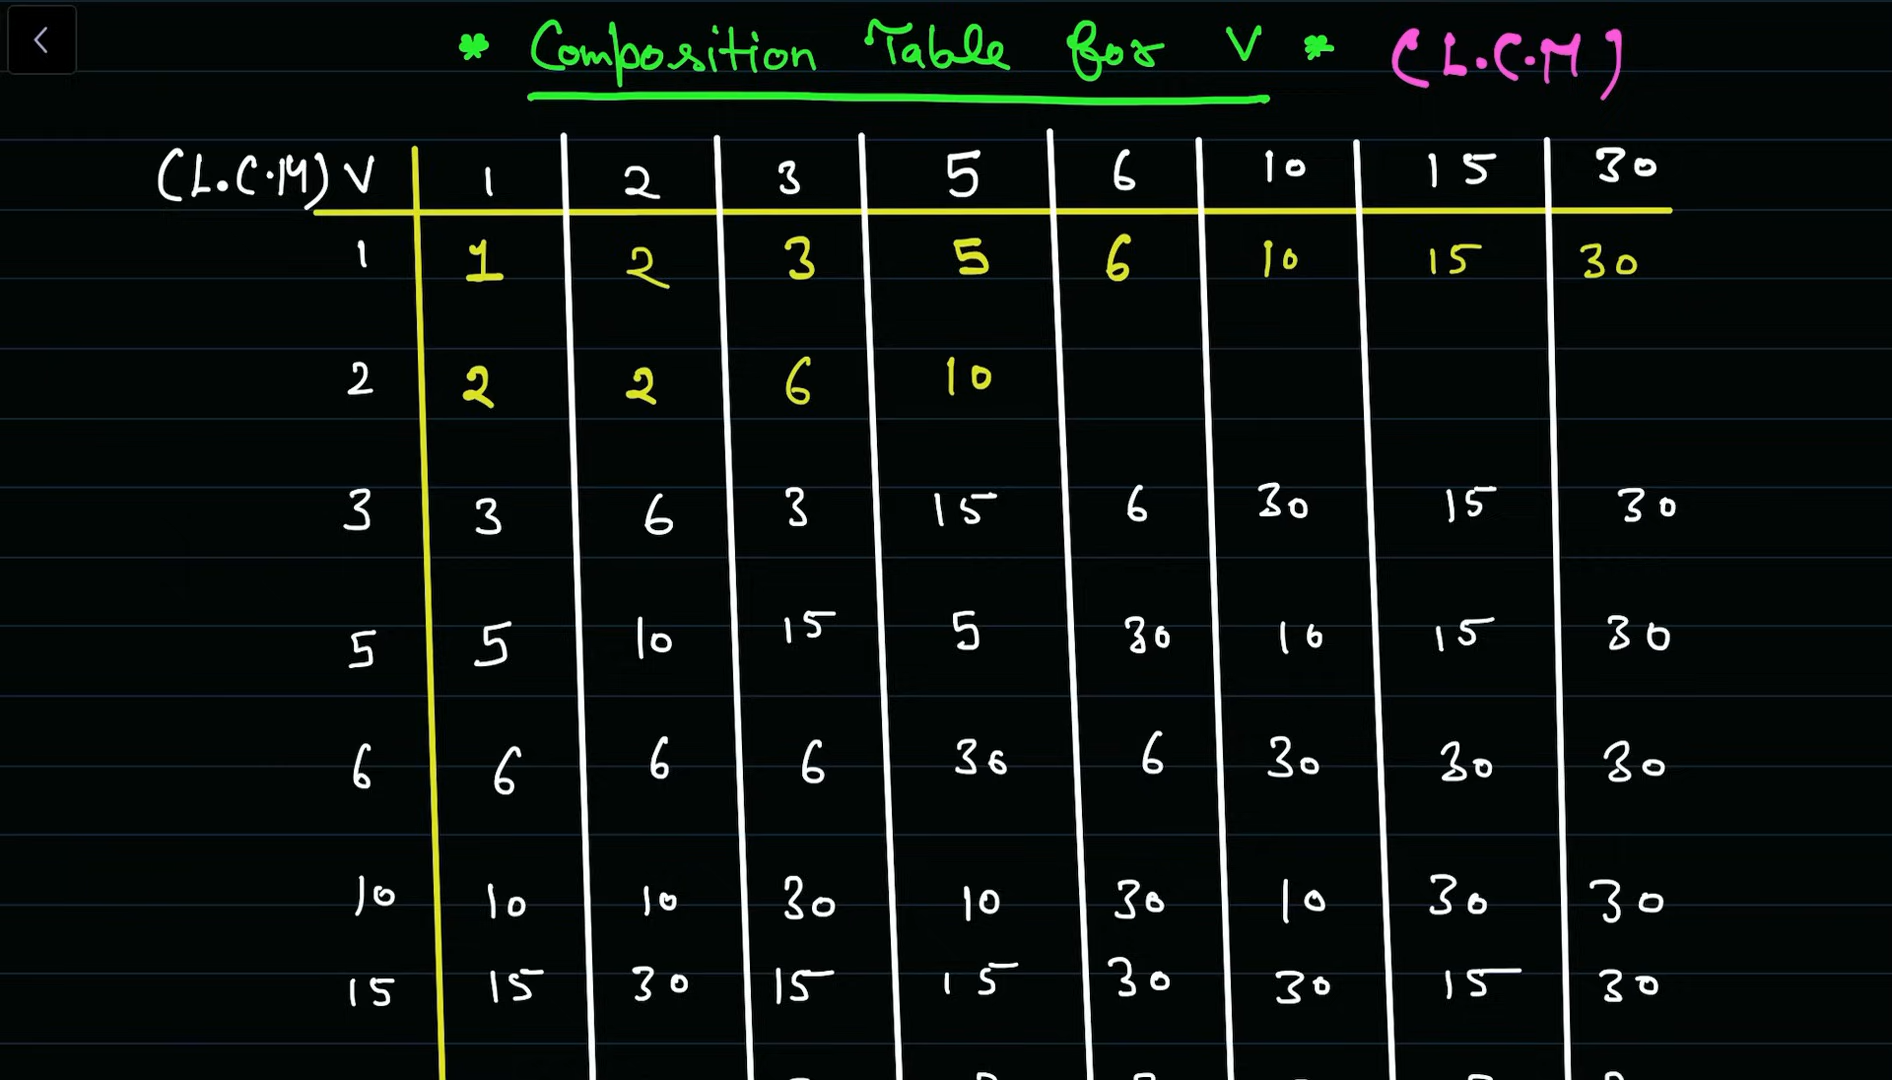 * Composition Table for V * (L.C.M)
(L.C.M) V 1 2 3 5 6 10 15 30
1 1 2 3 5 6 10 15 30
2 2 2 6 10
3 3 6 3 15 6 30 15 30
5 5 10 15 5 30 10 15 30
6 6 6 6 30 6 30 30 30
10 10 10 30 10 30 10 30 30
15 15 30 15 15 30 30 15 30